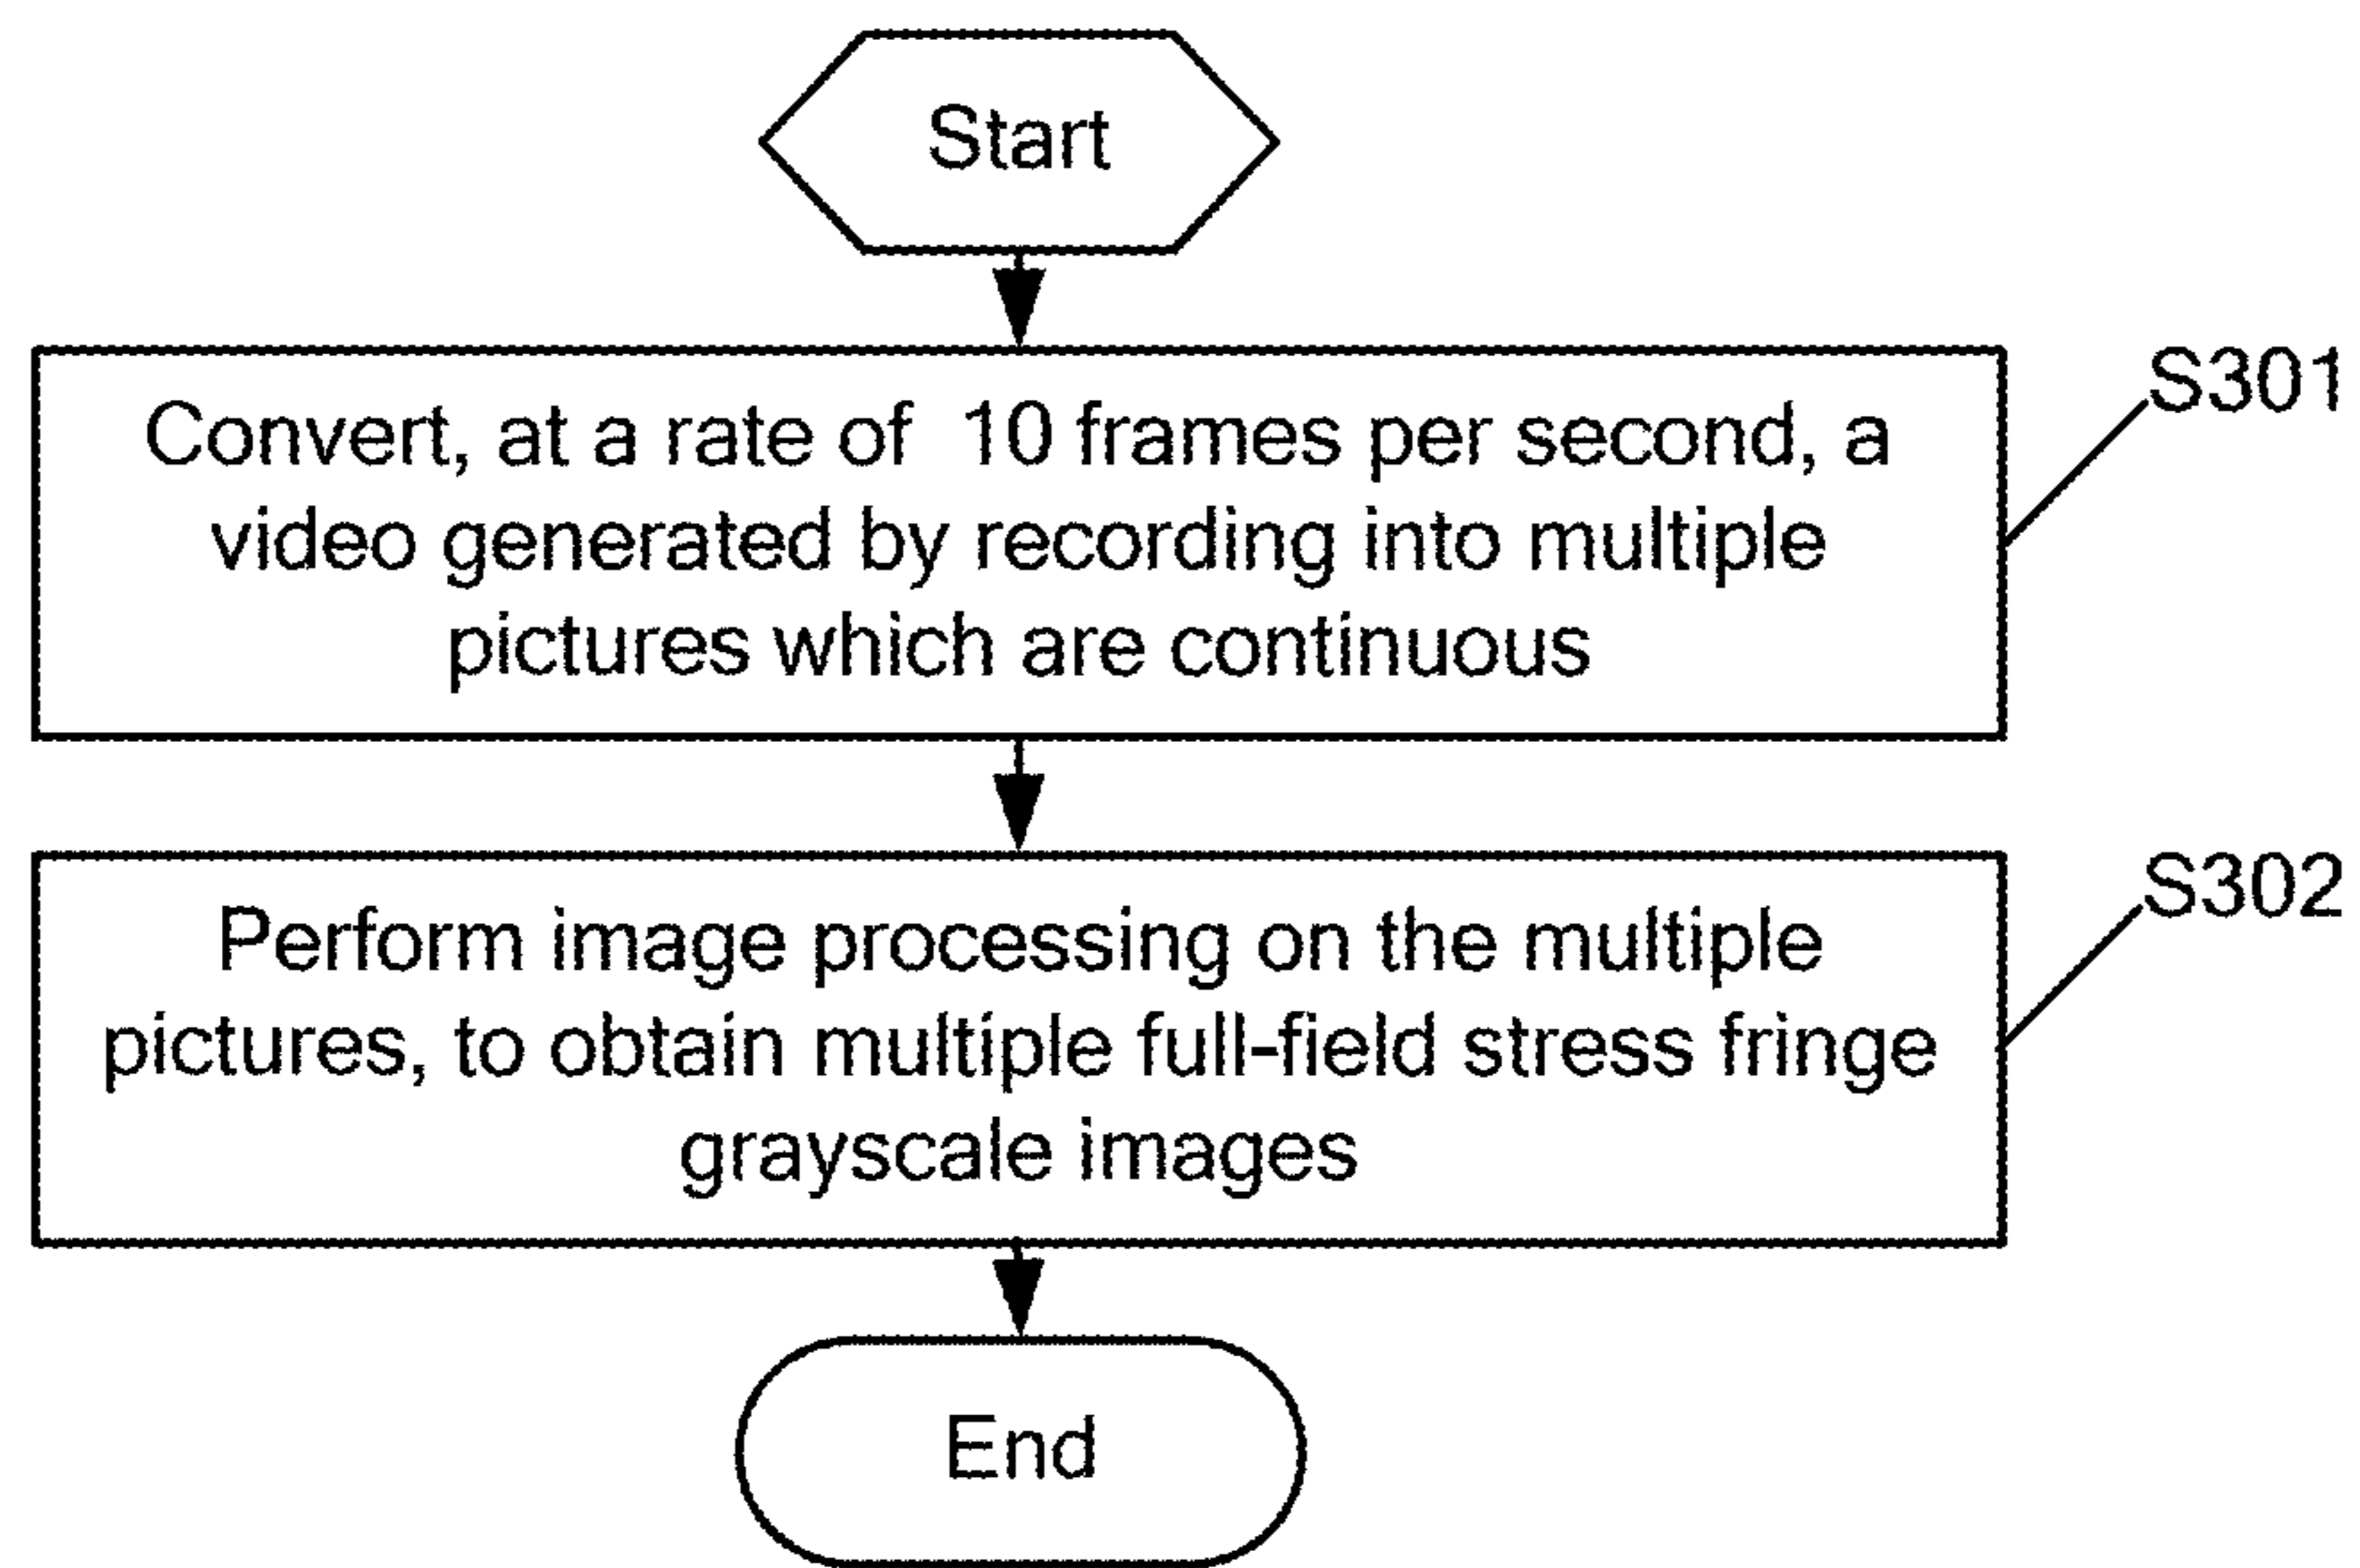 Start
S301
Convert, at a rate of 10 frames per second, a
video generated by recording into multiple
pictures which are continuous
S302
Perform image processing on the multiple
pictures, to obtain multiple full-field stress fringe
grayscale images
End